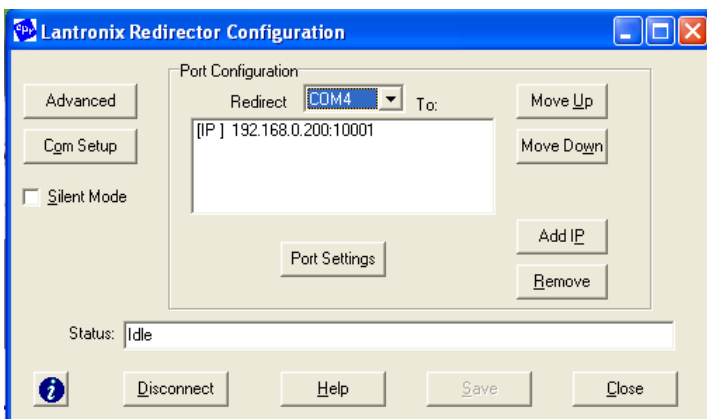 CPR Lantronix Redirector Configuration
Port Configuration
Advanced
Redirect COM4 To:
Move Up
[IP ] 192.168.0.200:10001
Com Setup
Move Down
Silent Mode
Add IP
Port Settings
Remove
Status: Idle
i Disconnect Help Save Close